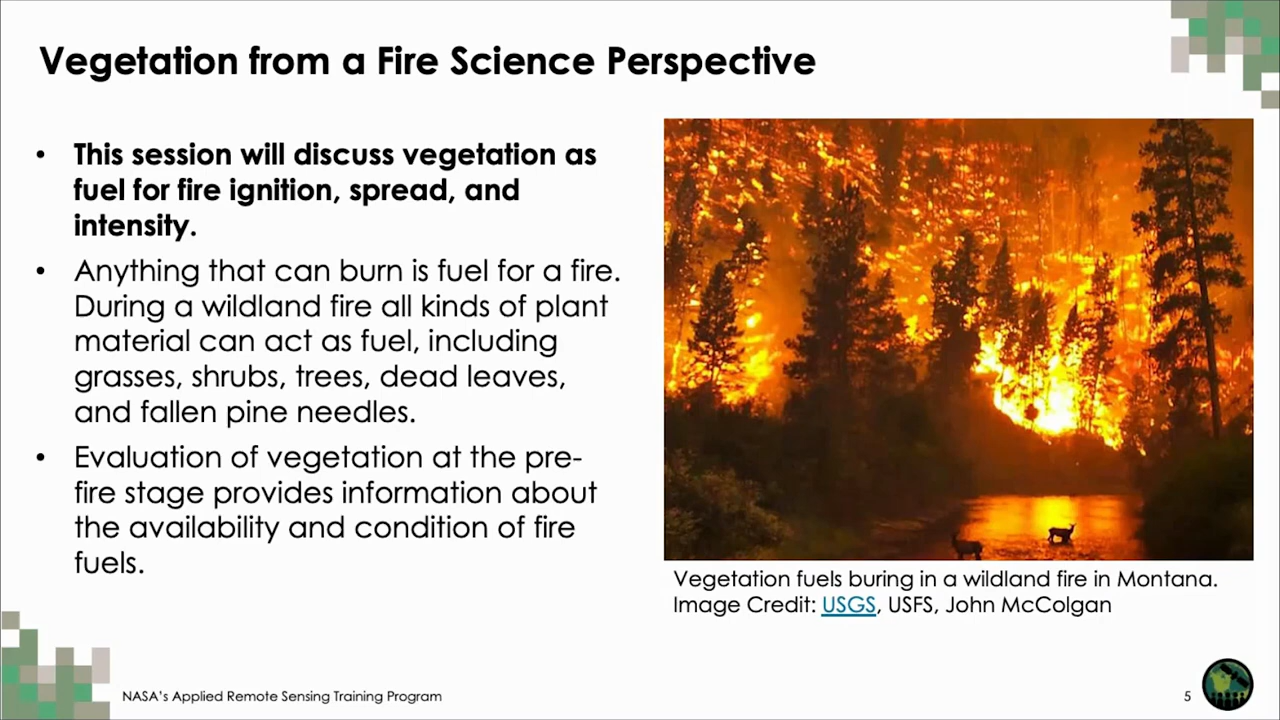 Vegetation from a Fire Science Perspective
• This session will discuss vegetation as
fuel for fire ignition, spread, and
intensity.
• Anything that can burn is fuel for a fire.
During a wildland fire all kinds of plant
material can act as fuel, including
grasses, shrubs, trees, dead leaves,
and fallen pine needles.
• Evaluation of vegetation at the pre-
fire stage provides information about
the availability and condition of fire
fuels.
Vegetation fuels buring in a wildland fire in Montana.
Image Credit: USGS, USFS, John McColgan
NASA's Applied Remote Sensing Training Program
5